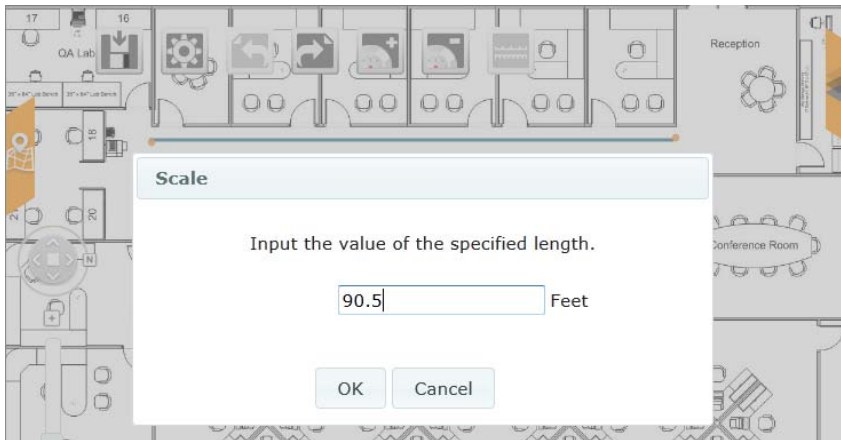 17
16
QA Lab
Reception
18
Scale
20
Input the value of the specified length.
Conference Room
N
90.5
Feet
OK
Cancel